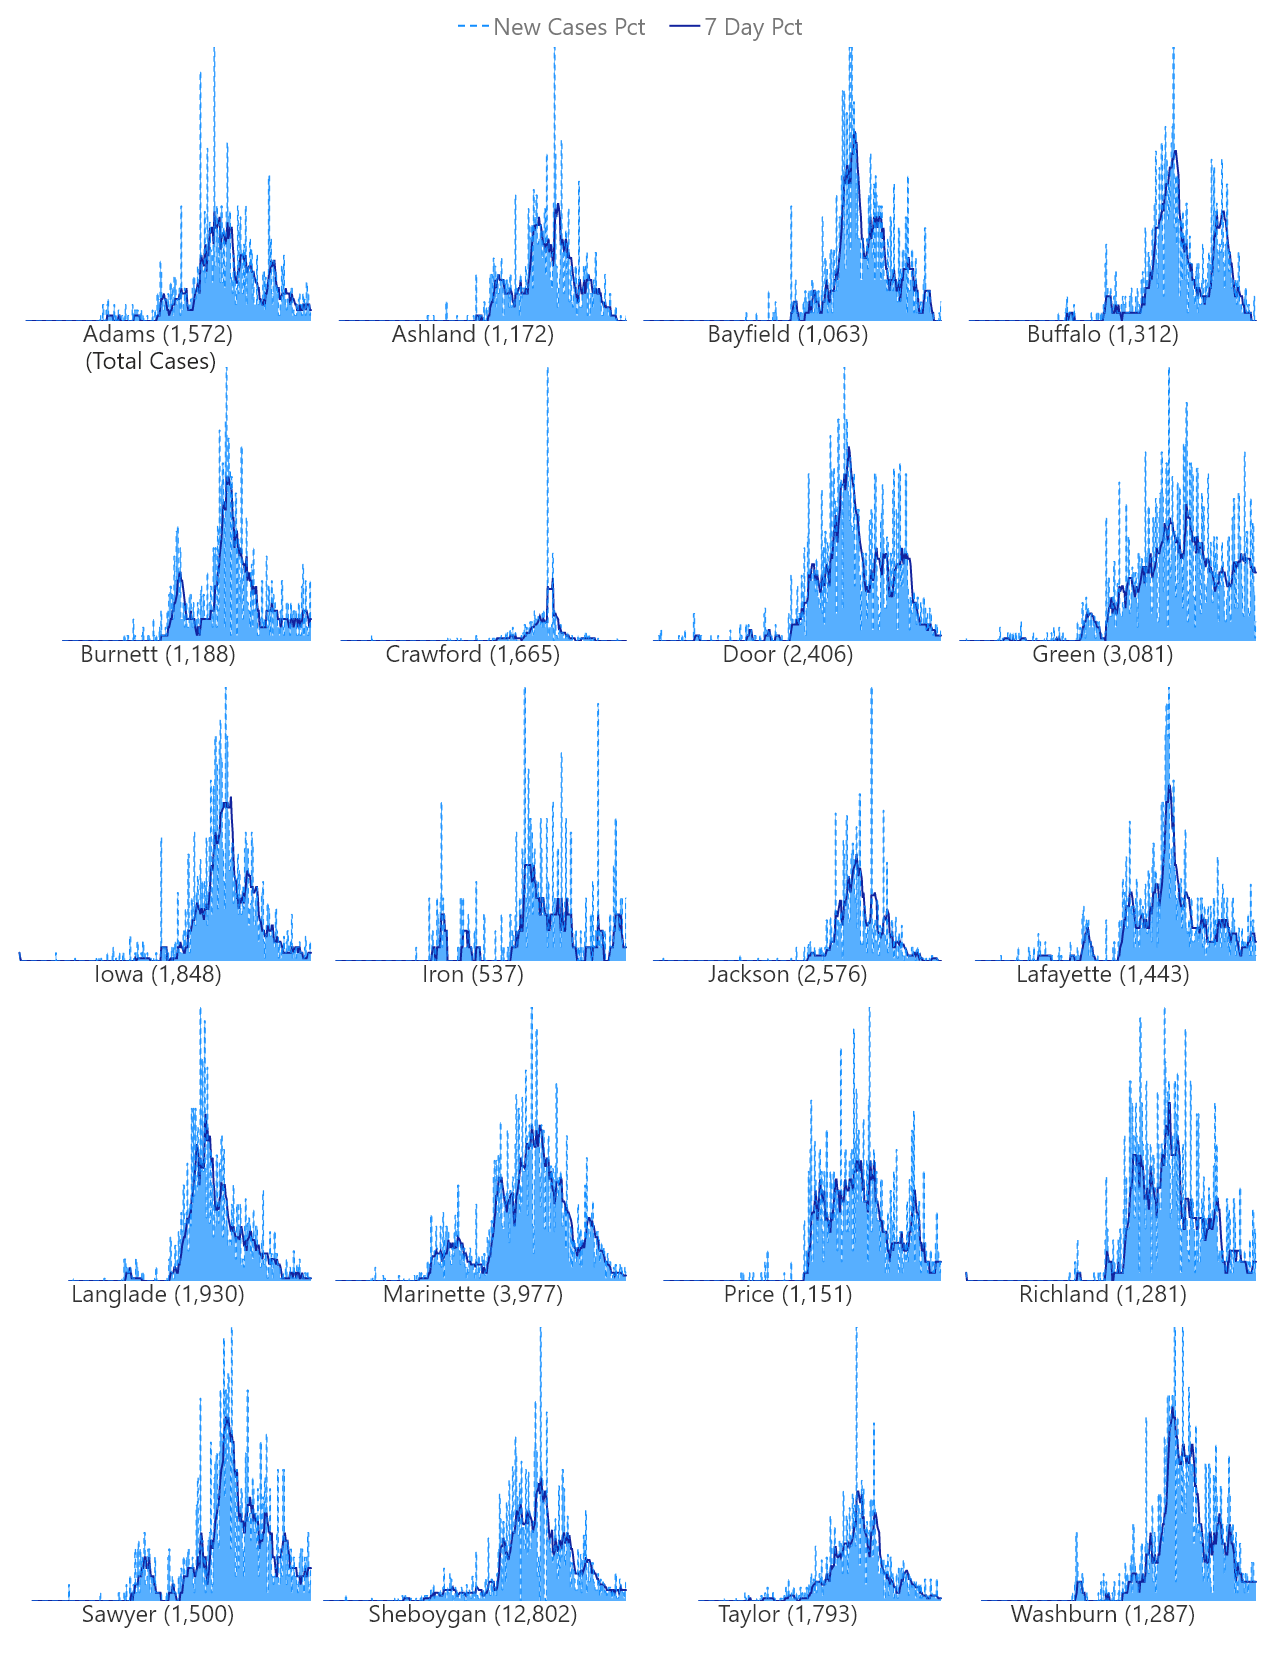 New Cases Pct 7 Day Pct
Adams (1,572) Ashland (1,172) Bayfield (1,063) Buffalo (1,312)
(Total Cases)
Burnett (1,188) Crawford (1,665) Door (2,406) Green (3,081)
Iowa (1,848) Iron (537) Jackson (2,576) Lafayette (1,443)
Langlade (1,930) Marinette (3,977) Price (1,151) Richland (1,281)
Sawyer (1,500) Sheboygan (12,802) Taylor (1,793) Washburn (1,287)